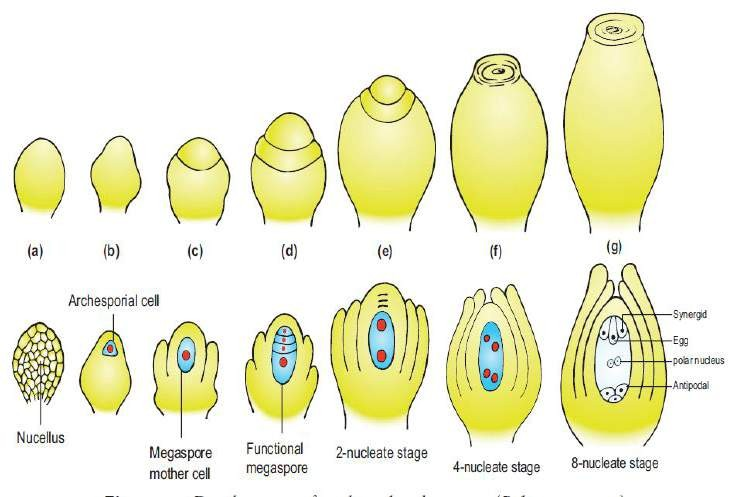 (a)
(b)
(c)
(d)
(e)
(f)
(g)
Archesporial cell
Synergid
Egg
polar nucleus
Antipodal
Nucellus
Megaspore
mother cell
Functional
megaspore
2-nucleate stage
4-nucleate stage
8-nucleate stage